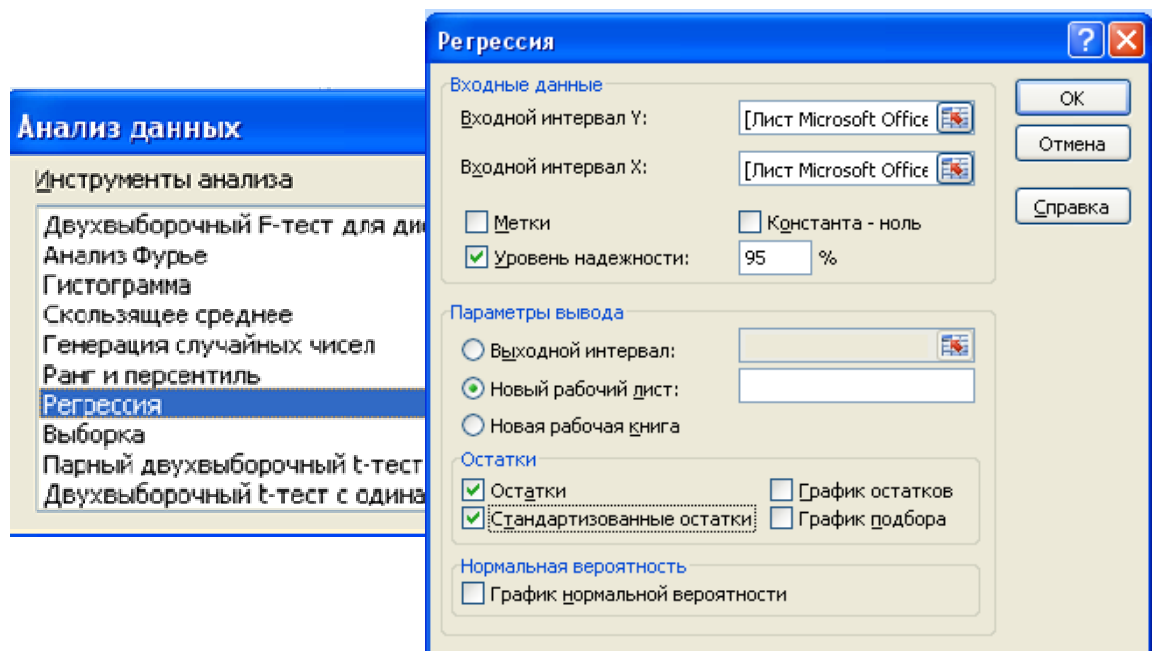 Анализ данных
Инструменты анализа
Двухвыборочный F-тест для ди
Анализ Фурье
Гистограмма
Скользящее среднее
Генерация случайных чисел
Ранг и персентиль
Регрессия
Выборка
Парный двухвыборочный t-тест
Двухвыборочный t-тест с одина
Регрессия
Входные данные
Входной интервал Y: [Лист Microsoft Office
Входной интервал X: [Лист Microsoft Office
Метки Константа - ноль
Уровень надежности: 95 %
Параметры вывода
Выходной интервал:
Новый рабочий лист:
Новая рабочая книга
Остатки
Остатки График остатков
Стандартизованные остатки График подбора
Нормальная вероятность
График нормальной вероятности
?
ОК
Отмена
Справка